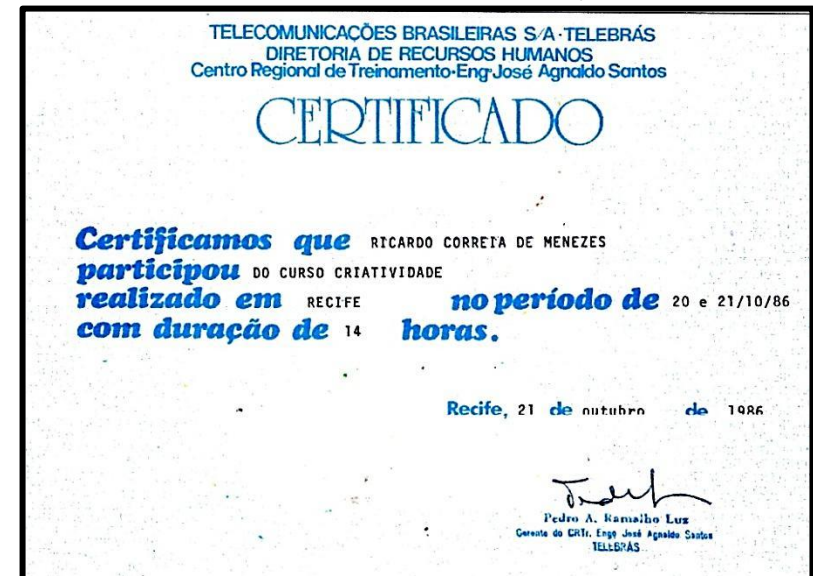 TELECOMUNICAÇÕES BRASILEIRAS S/A-TELEBRÁS
DIRETORIA DE RECURSOS HUMANOS
Centro Regional de Treinamento-Engº José Agnaldo Santos
CERTIFICADO
Certificamos que RICARDO CORREIA DE MENEZES
participou DO CURSO CRIATIVIDADE
realizado em RECIFE no período de 20 e 21/10/86
com duração de 14 horas.
Recife, 21 de outubro de 1986
Pedro A. Ramalho Luz
Gerente do CRTr. Engº José Agnaldo Santos
TELEBRÁS